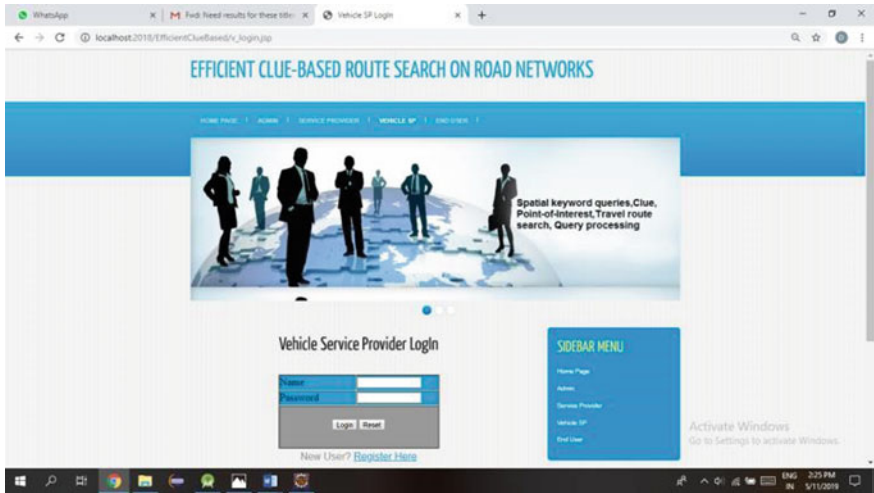 WhatsApp
Fwd: Need results for these titles
Vehicle SP Login
localhost:2018/EfficientClueBased/v_login.jsp
EFFICIENT CLUE-BASED ROUTE SEARCH ON ROAD NETWORKS
HOME PAGE
ADMIN
SERVICE PROVIDER
VEHICLE SP
END USER
Spatial keyword queries,Clue,
Point-of-Interest,Travel route
search, Query processing
Vehicle Service Provider LogIn
Name
Password
Login
Reset
New User? Register Here
SIDEBAR MENU
Home Page
Admin
Service Provider
Vehicle SP
End User
Activate Windows
Go to Settings to activate Windows.
ENG
IN
2:25 PM
5/11/2019